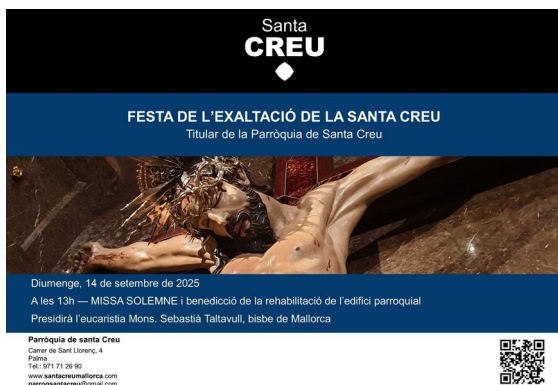 Santa
CREU
FESTA DE L'EXALTACIÓ DE LA SANTA CREU
Titular de la Parròquia de Santa Creu
Diumenge, 14 de setembre de 2025
A les 13h — MISSA SOLEMNE i benedicció de la rehabilitació de l'edifici parroquial
Presidirà l'eucaristia Mons. Sebastià Taltavull, bisbe de Mallorca
Parròquia de santa Creu
Carrer de Sant Llorenç, 4
Palma
Tel.: 971 71 26 90
www.santacreumallorca.com
parroqsantacreu@gmail.com